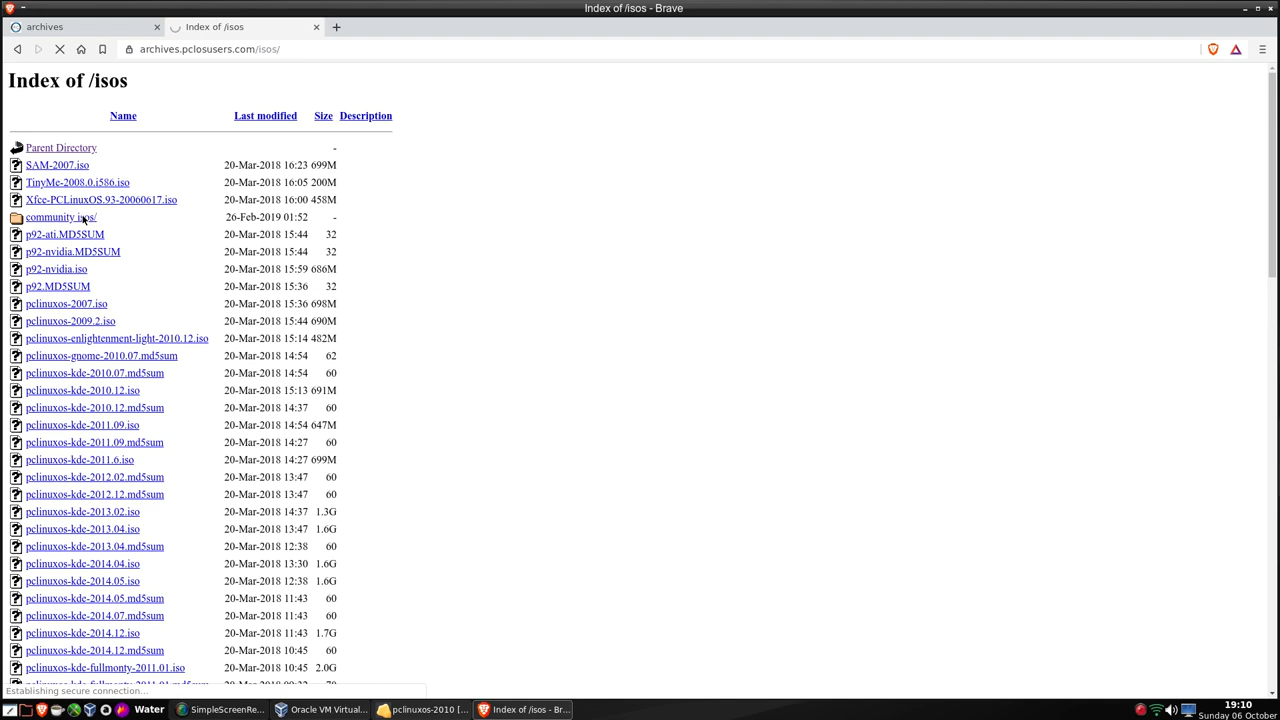 Index of /isos - Brave
archives
Index of /isos
archives.pclosusers.com/isos/
Index of /isos
Name Last modified Size Description
Parent Directory -
SAM-2007.iso 20-Mar-2018 16:23 699M
TinyMe-2008.0.i586.iso 20-Mar-2018 16:05 200M
Xfce-PCLinuxOS.93-20060617.iso 20-Mar-2018 16:00 458M
community isos/ 26-Feb-2019 01:52 -
p92-ati.MD5SUM 20-Mar-2018 15:44 32
p92-nvidia.MD5SUM 20-Mar-2018 15:44 32
p92-nvidia.iso 20-Mar-2018 15:59 686M
p92.MD5SUM 20-Mar-2018 15:36 32
pclinuxos-2007.iso 20-Mar-2018 15:36 698M
pclinuxos-2009.2.iso 20-Mar-2018 15:44 690M
pclinuxos-enlightenment-light-2010.12.iso 20-Mar-2018 15:14 482M
pclinuxos-gnome-2010.07.md5sum 20-Mar-2018 14:54 62
pclinuxos-kde-2010.07.md5sum 20-Mar-2018 14:54 60
pclinuxos-kde-2010.12.iso 20-Mar-2018 15:13 691M
pclinuxos-kde-2010.12.md5sum 20-Mar-2018 14:37 60
pclinuxos-kde-2011.09.iso 20-Mar-2018 14:54 647M
pclinuxos-kde-2011.09.md5sum 20-Mar-2018 14:27 60
pclinuxos-kde-2011.6.iso 20-Mar-2018 14:27 699M
pclinuxos-kde-2012.02.md5sum 20-Mar-2018 13:47 60
pclinuxos-kde-2012.12.md5sum 20-Mar-2018 13:47 60
pclinuxos-kde-2013.02.iso 20-Mar-2018 14:37 1.3G
pclinuxos-kde-2013.04.iso 20-Mar-2018 13:47 1.6G
pclinuxos-kde-2013.04.md5sum 20-Mar-2018 12:38 60
pclinuxos-kde-2014.04.iso 20-Mar-2018 13:30 1.6G
pclinuxos-kde-2014.05.iso 20-Mar-2018 12:38 1.6G
pclinuxos-kde-2014.05.md5sum 20-Mar-2018 11:43 60
pclinuxos-kde-2014.07.md5sum 20-Mar-2018 11:43 60
pclinuxos-kde-2014.12.iso 20-Mar-2018 11:43 1.7G
pclinuxos-kde-2014.12.md5sum 20-Mar-2018 10:45 60
pclinuxos-kde-fullmonty-2011.01.iso 20-Mar-2018 10:45 2.0G
Establishing secure connection...
Water
SimpleScreenRe...
Oracle VM Virtual...
pclinuxos-2010 [...
Index of /isos - B...
19:10
Sunday 06 October